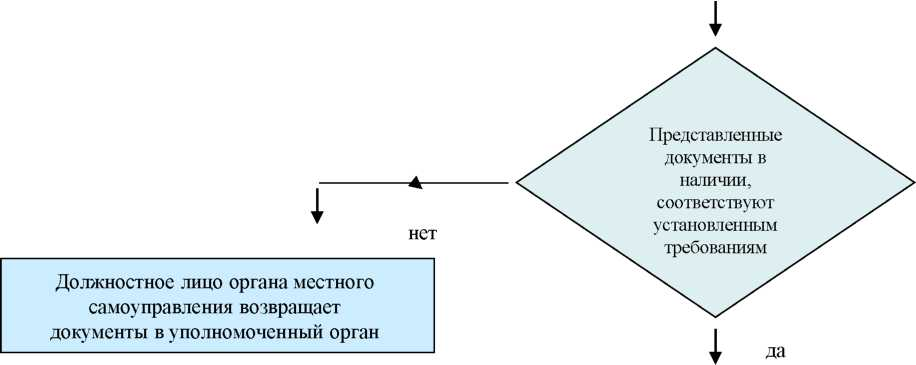 Представленные
документы в
наличии,
соответствуют
установленным
требованиям
нет
Должностное лицо органа местного
самоуправления возвращает
документы в уполномоченный орган
да